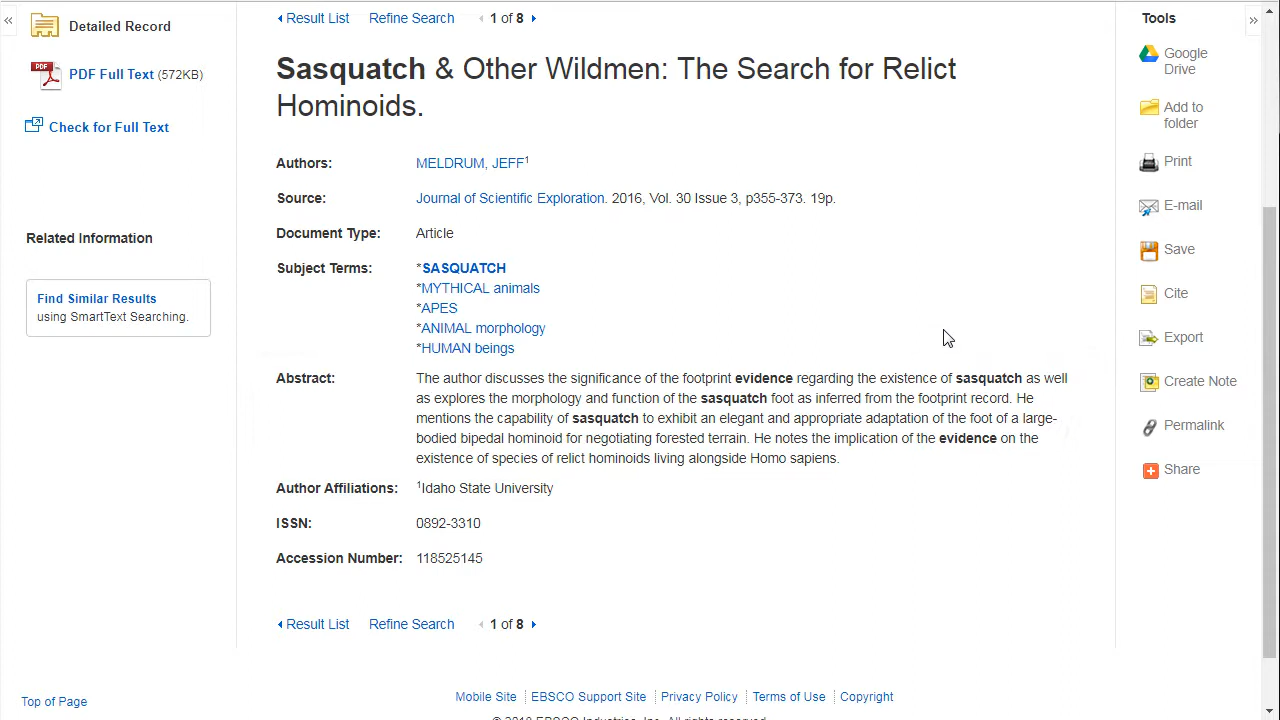 Detailed Record
PDF Full Text (572KB)
Check for Full Text
Related Information
Find Similar Results
using SmartText Searching.
Result List Refine Search 1 of 8
Sasquatch & Other Wildmen: The Search for Relict
Hominoids.
Authors: MELDRUM, JEFF1
Source: Journal of Scientific Exploration. 2016, Vol. 30 Issue 3, p355-373. 19p.
Document Type: Article
Subject Terms: *SASQUATCH
*MYTHICAL animals
*APES
*ANIMAL morphology
*HUMAN beings
Abstract: The author discusses the significance of the footprint evidence regarding the existence of sasquatch as well
as explores the morphology and function of the sasquatch foot as inferred from the footprint record. He
mentions the capability of sasquatch to exhibit an elegant and appropriate adaptation of the foot of a large-
bodied bipedal hominoid for negotiating forested terrain. He notes the implication of the evidence on the
existence of species of relict hominoids living alongside Homo sapiens.
Author Affiliations: 1Idaho State University
ISSN: 0892-3310
Accession Number: 118525145
Result List Refine Search 1 of 8
Tools
Google
Drive
Add to
folder
Print
E-mail
Save
Cite
Export
Create Note
Permalink
Share
Top of Page
Mobile Site EBSCO Support Site Privacy Policy Terms of Use Copyright
EBSCO Industries, Inc. All rights reserved.